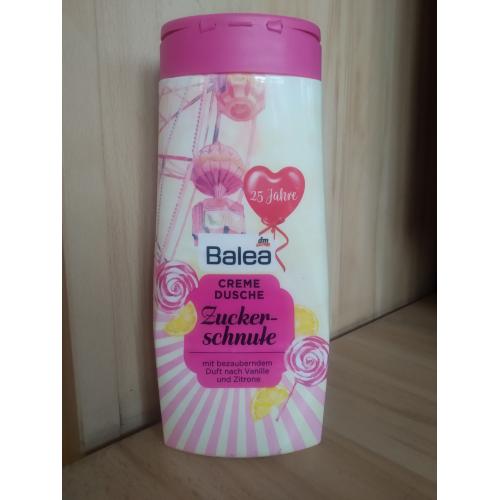 25 Jahre
dm
Balea
CREME
DUSCHE
Zucker-
schnute
mit bezauberndem
Duft nach Vanille
und Zitrone